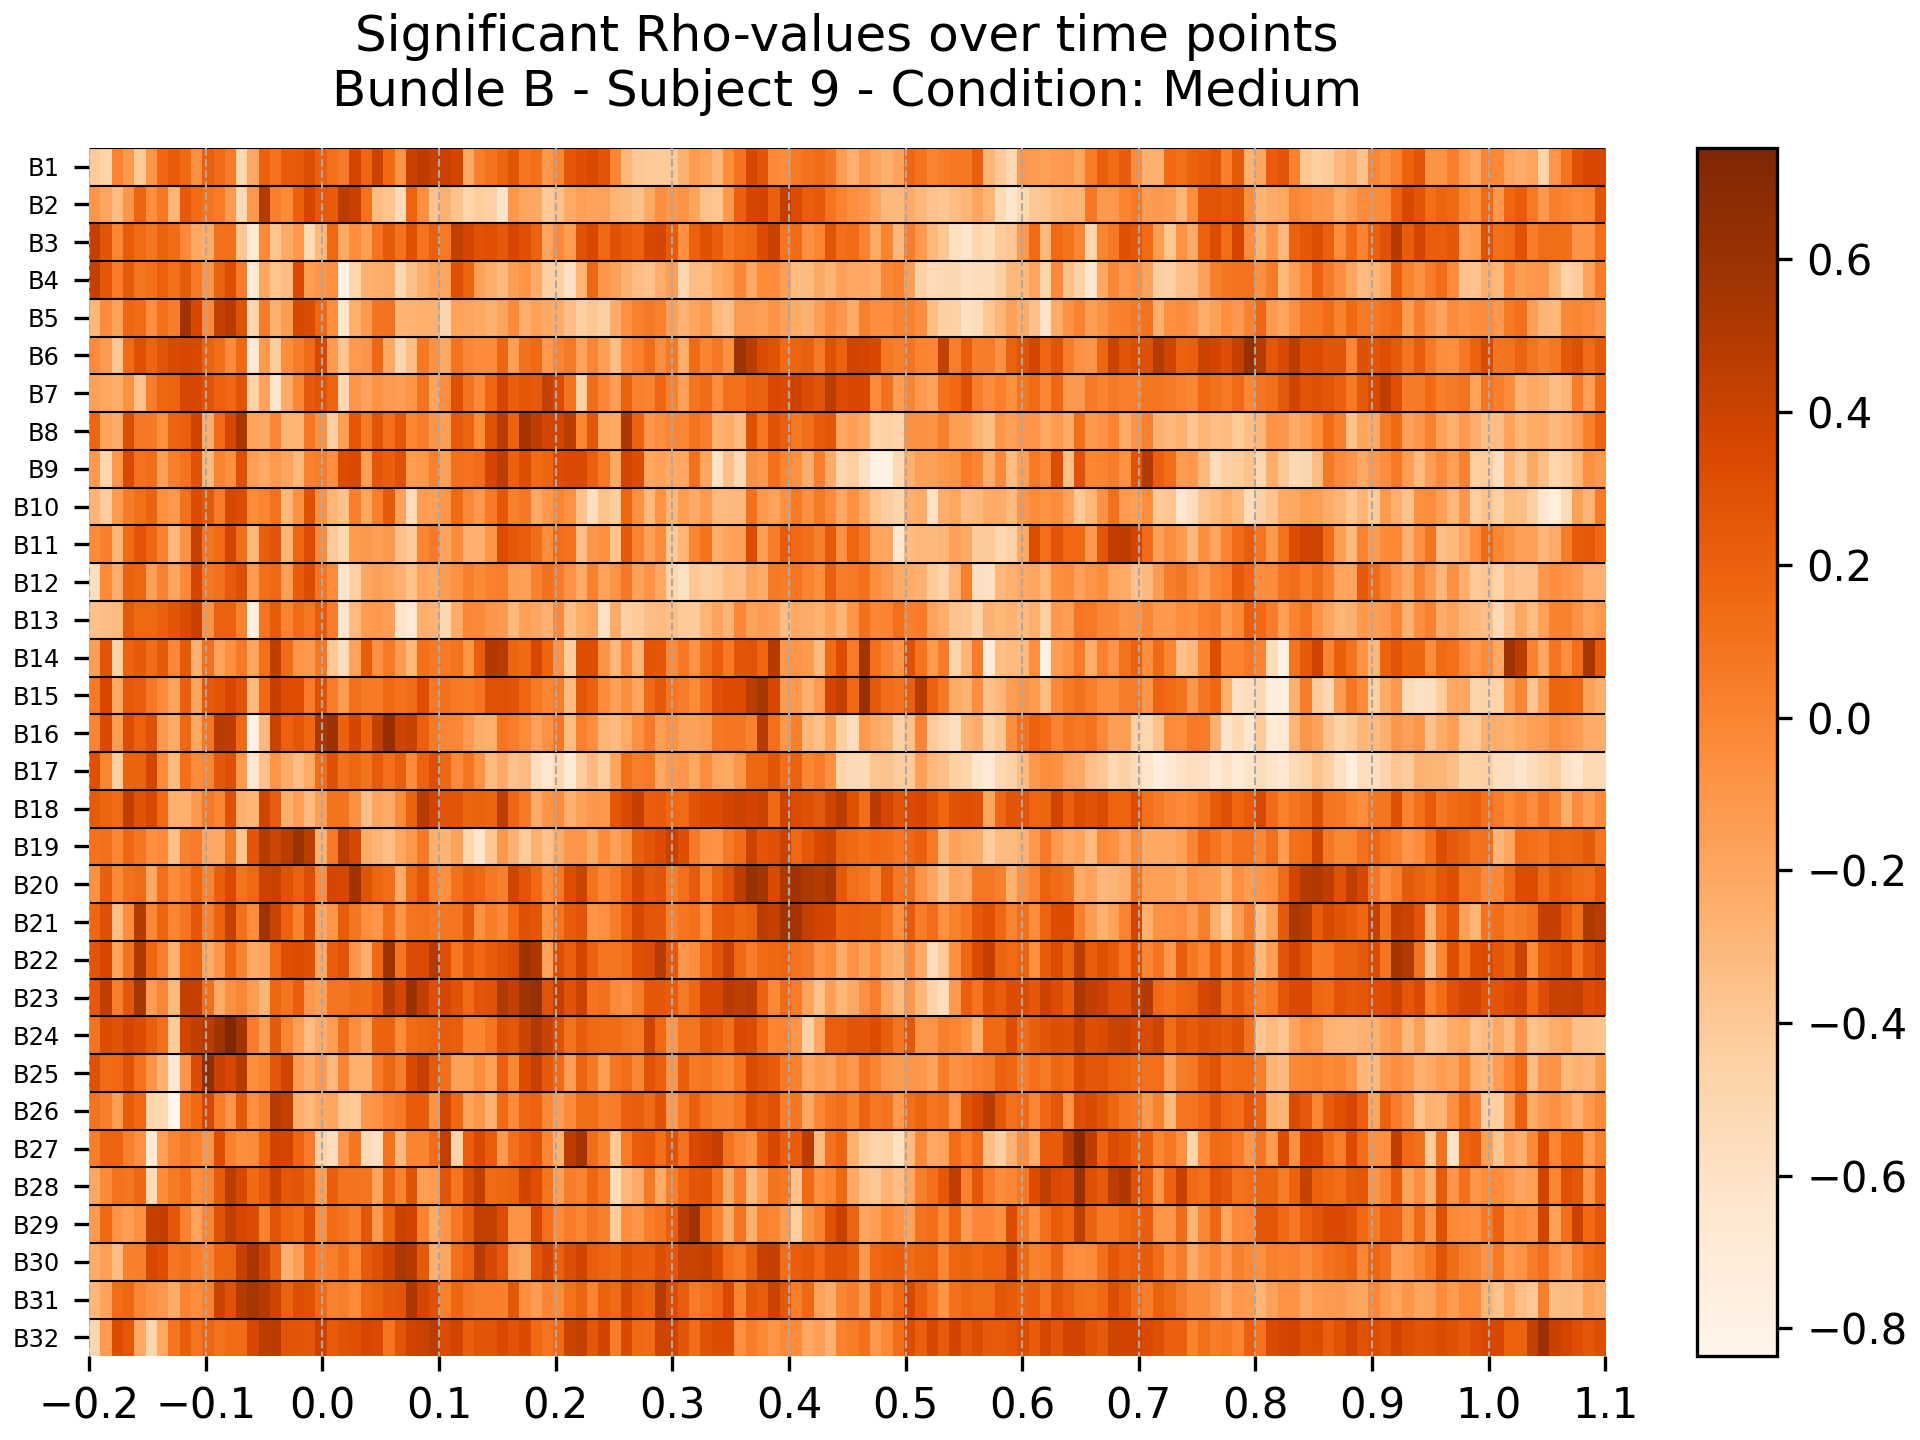 Significant Rho-values over time points
Bundle B - Subject 9 - Condition: Medium
B1
B2
B3
B4
B5
B6
B7
B8
B9
B10
B11
B12
B13
B14
B15
B16
B17
B18
B19
B20
B21
B22
B23
B24
B25
B26
B27
B28
B29
B30
B31
B32
−0.2 −0.1 0.0 0.1 0.2 0.3 0.4 0.5 0.6 0.7 0.8 0.9 1.0 1.1
0.6
0.4
0.2
0.0
−0.2
−0.4
−0.6
−0.8